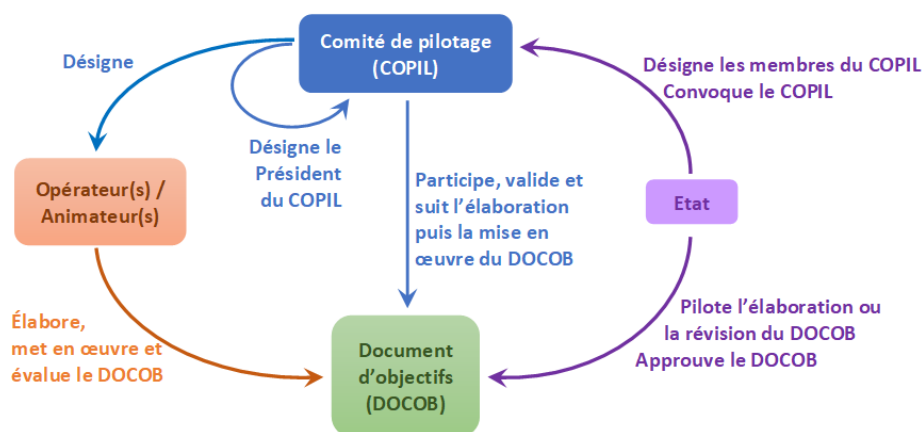 Comité de pilotage
(COPIL)
Désigne
Désigne les membres du COPIL
Convoque le COPIL
Désigne le
Président
du COPIL
Opérateur(s) /
Animateur(s)
Participe, valide et
suit l’élaboration
puis la mise en
œuvre du DOCOB
Etat
Élabore,
met en œuvre et
évalue le DOCOB
Pilote l’élaboration ou
la révision du DOCOB
Approuve le DOCOB
Document
d’objectifs
(DOCOB)